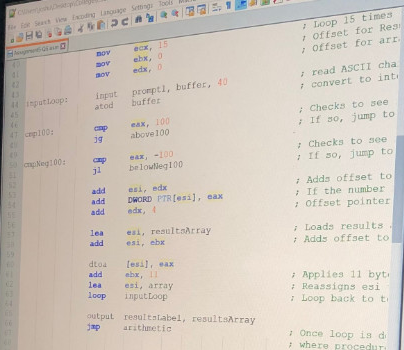 File Edit Search View Encoding Language Settings Tools
mov ecx, 15 ; Loop 15 times
mov ebx, 0 ; Offset for Res
mov edx, 0 ; Offset for arr
inputLoop: input prompt1, buffer, 40 ; read ASCII cha
atod buffer ; convert to int
cmp100: cmp eax, 100 ; Checks to see
jg above100 ; If so, jump to
cmpNeg100: cmp eax, -100 ; Checks to see
jl belowNeg100 ; If so, jump to
add esi, edx ; Adds offset to
add DWORD PTR[esi], eax ; If the number
add edx, 4 ; Offset pointer
lea esi, resultsArray ; Loads results
add esi, ebx ; Adds offset to
dtoa [esi], eax
add ebx, 11 ; Applies 11 byt
lea esi, array ; Reassigns esi
loop inputLoop ; Loop back to t
output resultsLabel, resultsArray
jmp arithmetic ; Once loop is d
; where procedur